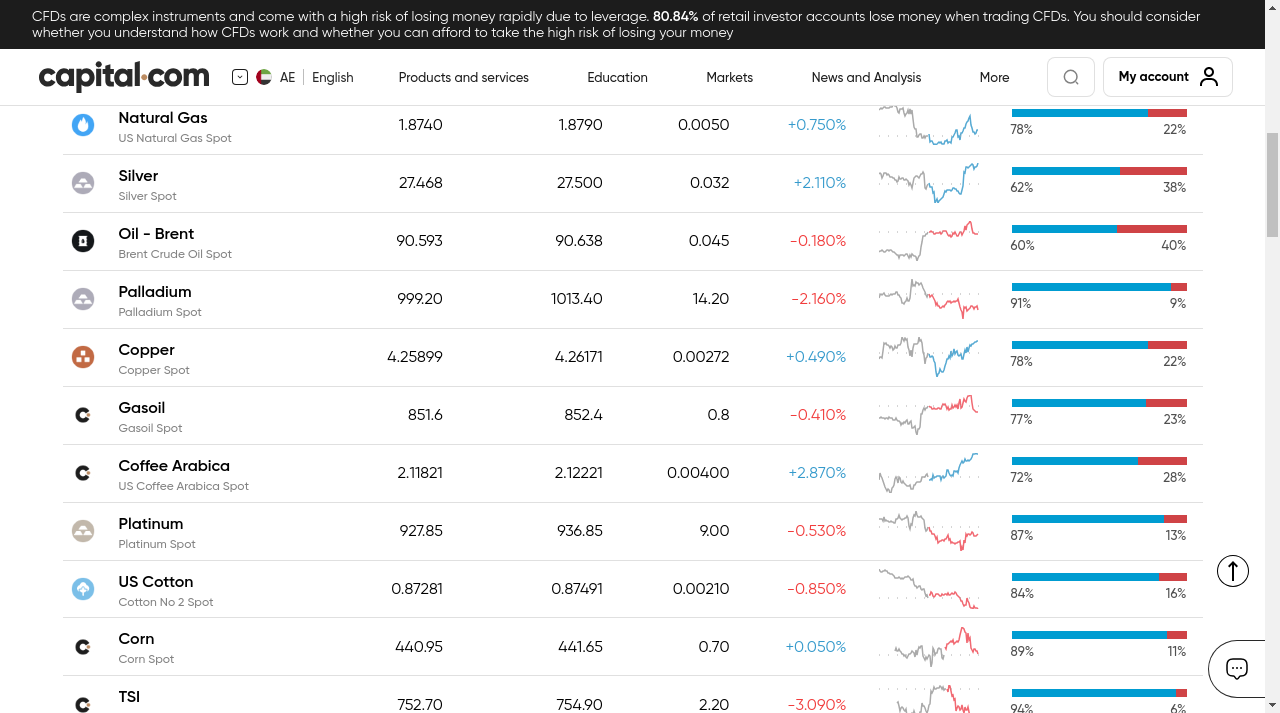 CFDs are complex instruments and come with a high risk of losing money rapidly due to leverage. 80.84% of retail investor accounts lose money when trading CFDs. You should consider
whether you understand how CFDs work and whether you can afford to take the high risk of losing your money
capital.com AE English Products and services Education Markets News and Analysis More My account
Natural Gas 1.8740 1.8790 0.0050 +0.750%
US Natural Gas Spot 78% 22%
Silver 27.468 27.500 0.032 +2.110%
Silver Spot 62% 38%
Oil - Brent 90.593 90.638 0.045 -0.180%
Brent Crude Oil Spot 60% 40%
Palladium 999.20 1013.40 14.20 -2.160%
Palladium Spot 91% 9%
Copper 4.25899 4.26171 0.00272 +0.490%
Copper Spot 78% 22%
Gasoil 851.6 852.4 0.8 -0.410%
Gasoil Spot 77% 23%
Coffee Arabica 2.11821 2.12221 0.00400 +2.870%
US Coffee Arabica Spot 72% 28%
Platinum 927.85 936.85 9.00 -0.530%
Platinum Spot 87% 13%
US Cotton 0.87281 0.87491 0.00210 -0.850%
Cotton No 2 Spot 84% 16%
Corn 440.95 441.65 0.70 +0.050%
Corn Spot 89% 11%
TSI 752.70 754.90 2.20 -3.090%
94% 6%